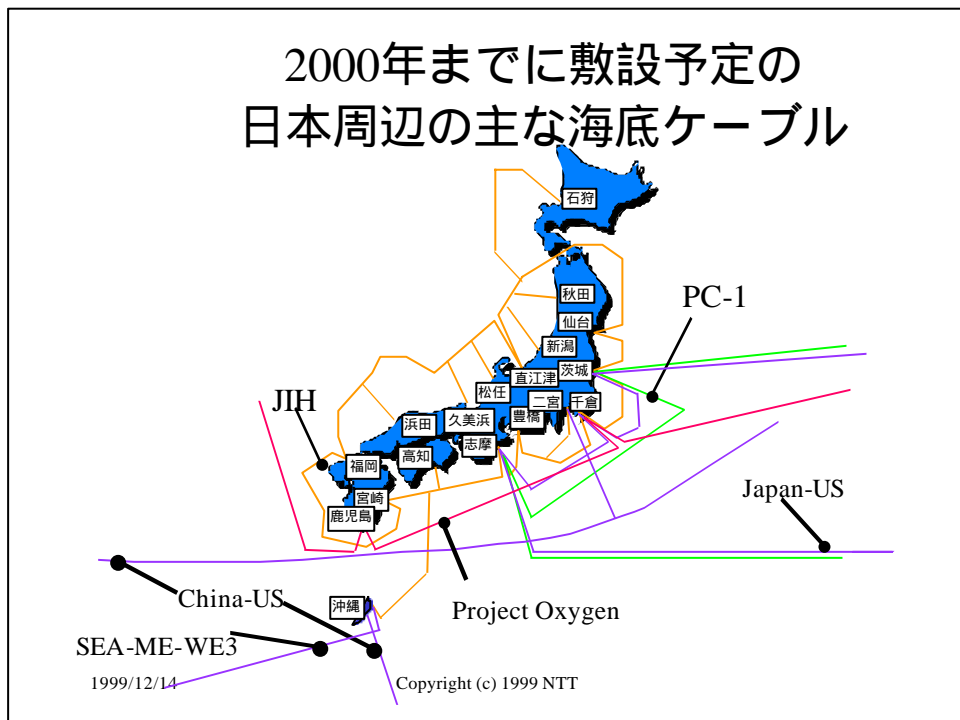 2000年までに敷設予定の
日本周辺の主な海底ケーブル
石狩
秋田
PC-1
仙台
新潟
茨城
直江津
松任
二宮
千倉
JIH
豊橋
久美浜
浜田
志摩
高知
福岡
Japan-US
宮崎
鹿児島
China-US
沖縄
Project Oxygen
SEA-ME-WE3
1999/12/14
Copyright (c) 1999 NTT